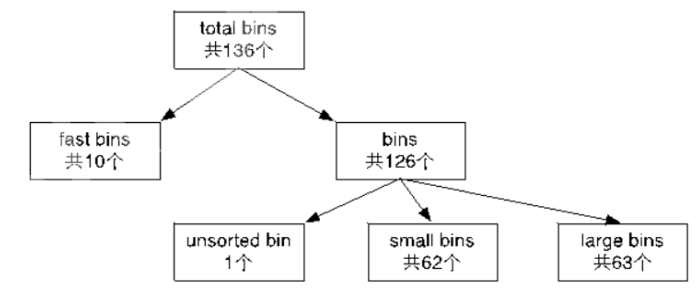 total bins
共136个
fast bins
共10个
bins
共126个
unsorted bin
1个
small bins
共62个
large bins
共63个